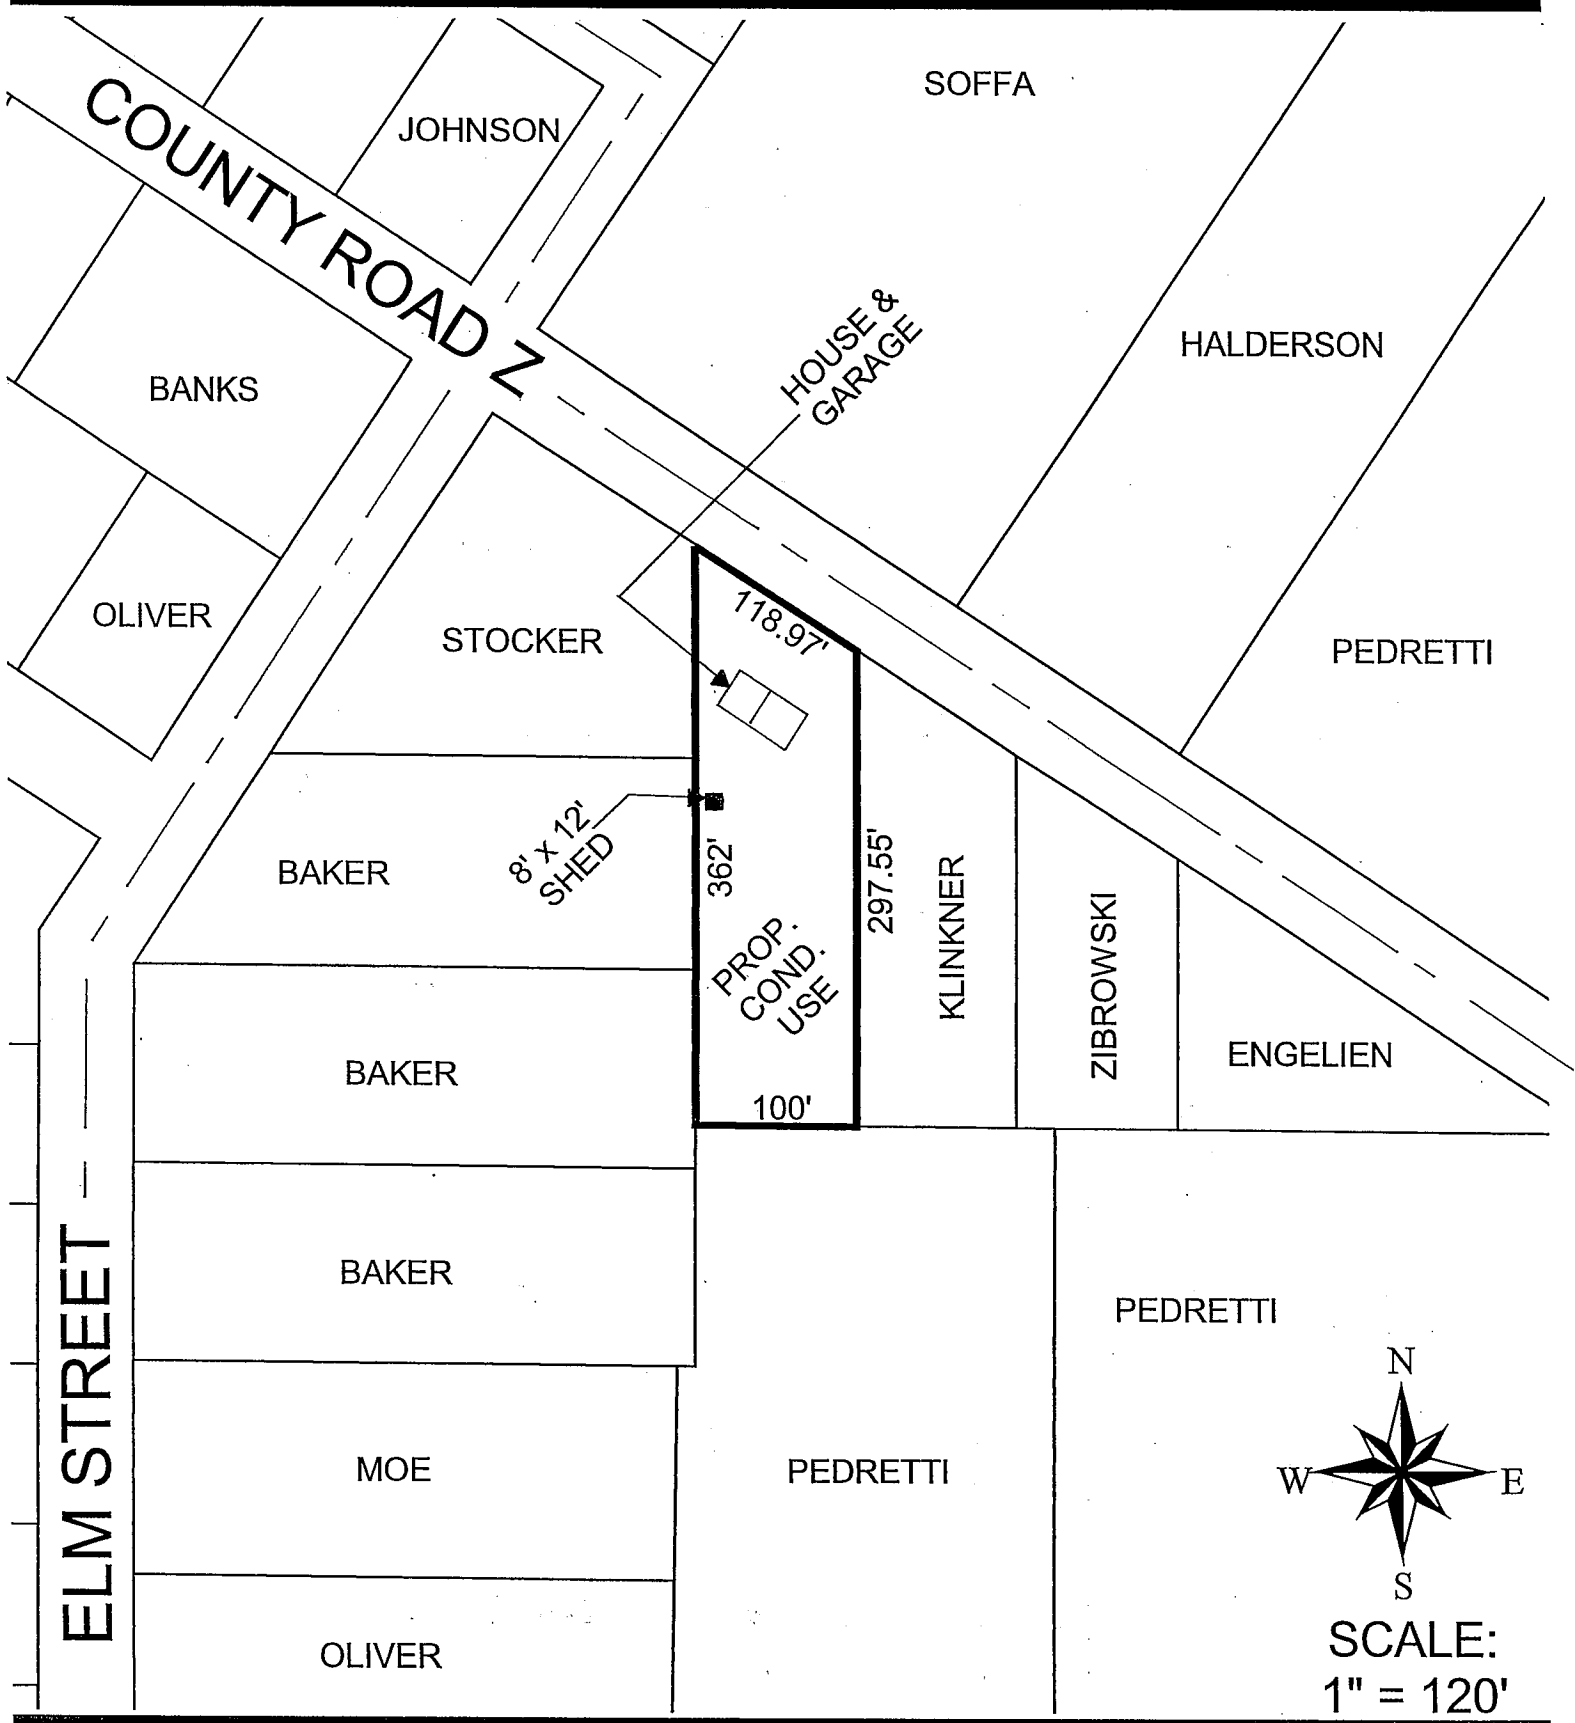 SOFFA
JOHNSON
COUNTY ROAD Z
HOUSE &
GARAGE
HALDERSON
BANKS
OLIVER
STOCKER
118.97'
PEDRETTI
8' x 12'
SHED
BAKER
362'
297.55'
KLINKNER
ZIBROWSKI
PROP.
COND.
USE
ENGELIEN
BAKER
100'
BAKER
PEDRETTI
ELM STREET
N
W
E
S
MOE
PEDRETTI
OLIVER
SCALE:
1" = 120'